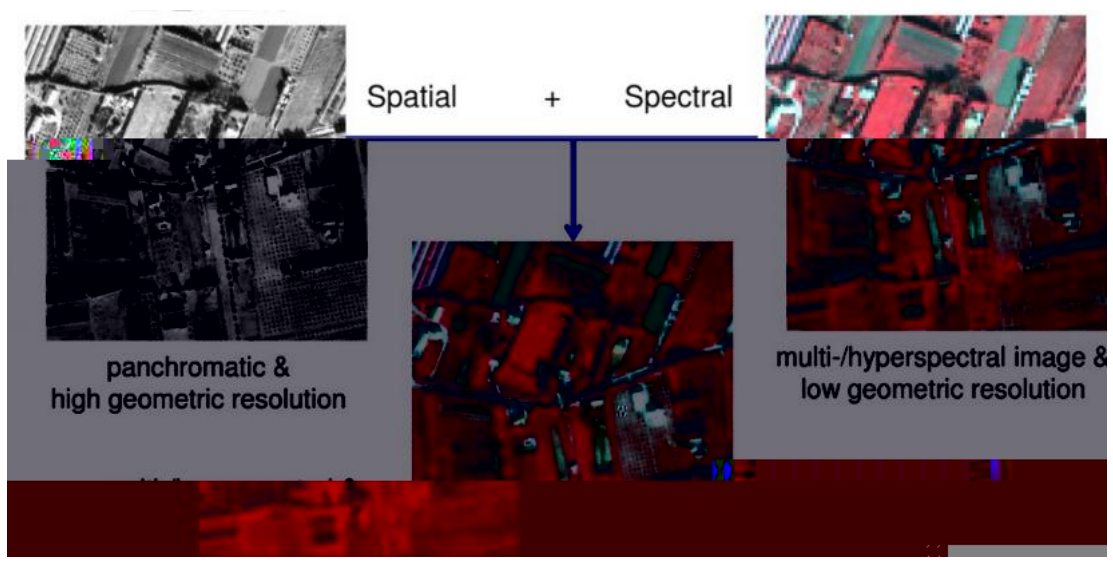 Spatial + Spectral
panchromatic &
high geometric resolution
multi-/hyperspectral image &
low geometric resolution